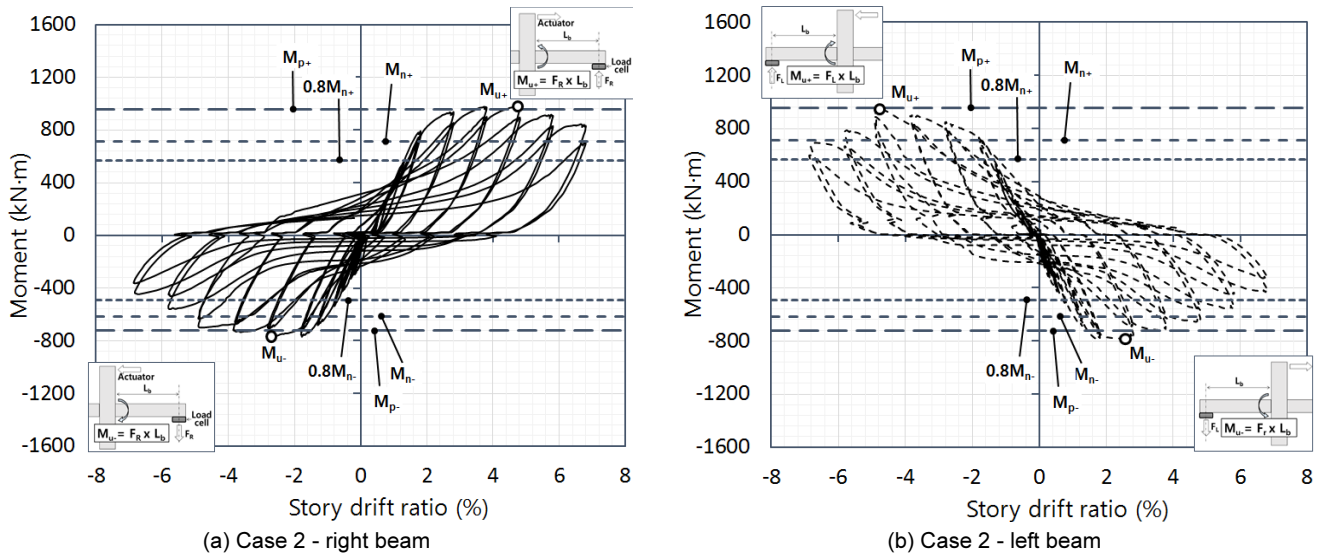 1600
1200
800
400
0
-400
-800
-1200
-1600
-8 -6 -4 -2 0 2 4 6 8
Moment (kN·m)
Story drift ratio (%)
Mp+
0.8Mn+
Mn+
Mu+
Mu-
0.8Mn-
Mn-
Mp-
Actuator
Lb
Load
cell
FR
Mu+ = FR x Lb
Actuator
Lb
Load
cell
FR
Mu- = FR x Lb
(a) Case 2 - right beam
1600
1200
800
400
0
-400
-800
-1200
-1600
-8 -6 -4 -2 0 2 4 6 8
Moment (kN·m)
Story drift ratio (%)
Lb
FL
Mu+ = FL x Lb
Mu+
Mp+
0.8Mn+
Mn+
0.8Mn-
Mn-
Mp-
Mu-
Lb
FL
Mu- = Fr x Lb
(b) Case 2 - left beam